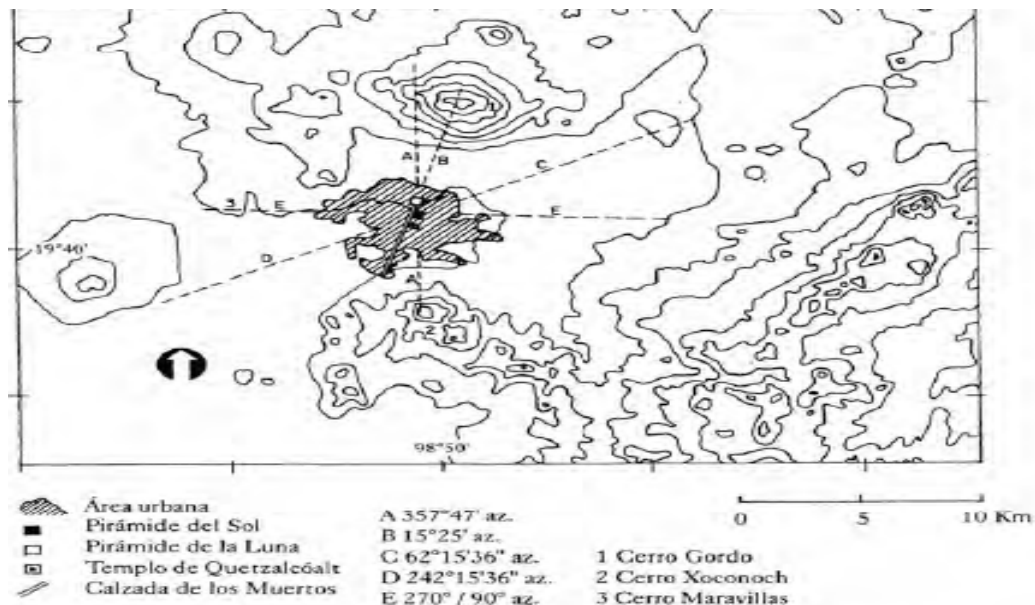 1
A
B
C
3
E
E
19°40'
D
A
2
98°50'
Área urbana
Pirámide del Sol
Pirámide de la Luna
Templo de Quetzalcóalt
Calzada de los Muertos
A 357°47' az.
B 15°25' az.
C 62°15'36" az.
D 242°15'36" az.
E 270° / 90° az.
1 Cerro Gordo
2 Cerro Xoconoch
3 Cerro Maravillas
0 5 10 Km